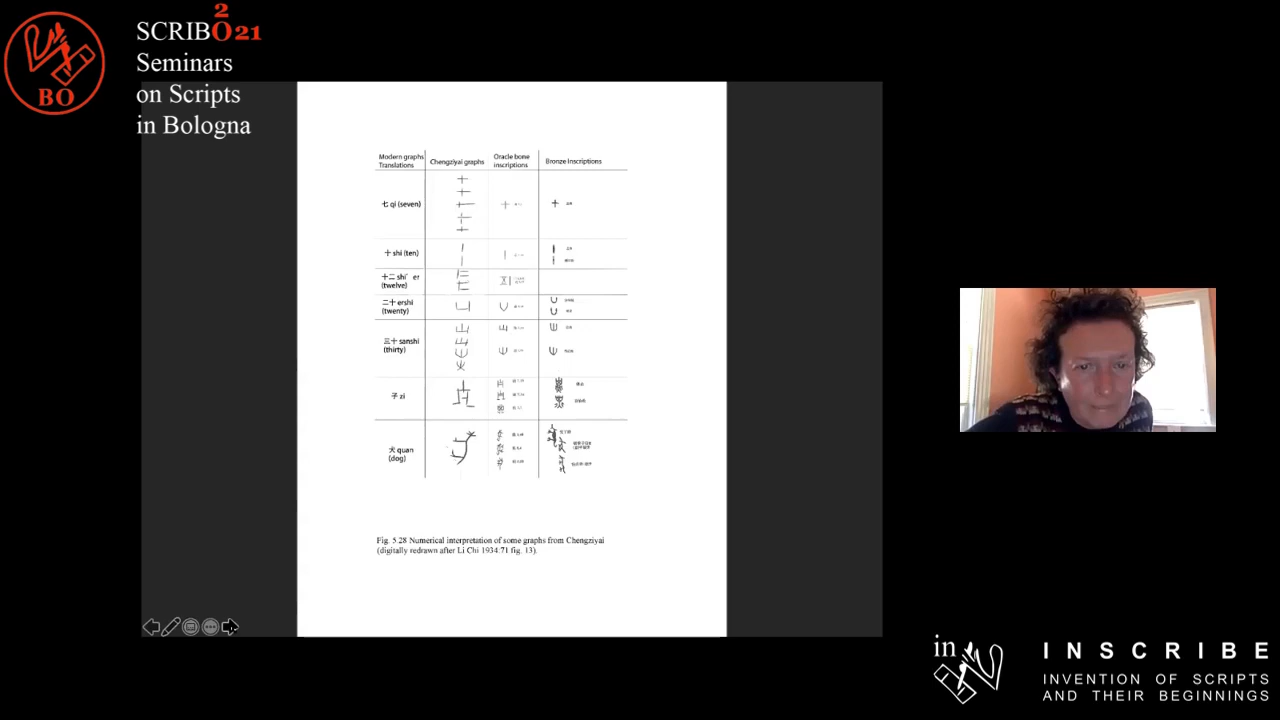 SCRIBO 2021
Seminars
on Scripts
in Bologna
BO
Modern graphs
Translations
Chengziyai graphs
Oracle bone
inscriptions
Bronze Inscriptions
七 qi (seven)
十 shi (ten)
十二 shi' er
(twelve)
二十 ershi
(twenty)
三十 sanshi
(thirty)
子 zi
犬 quan
(dog)
Fig. 5.28 Numerical interpretation of some graphs from Chengziyai
(digitally redrawn after Li Chi 1934:71 fig. 13).
in
INSCRIBE
INVENTION OF SCRIPTS
AND THEIR BEGINNINGS